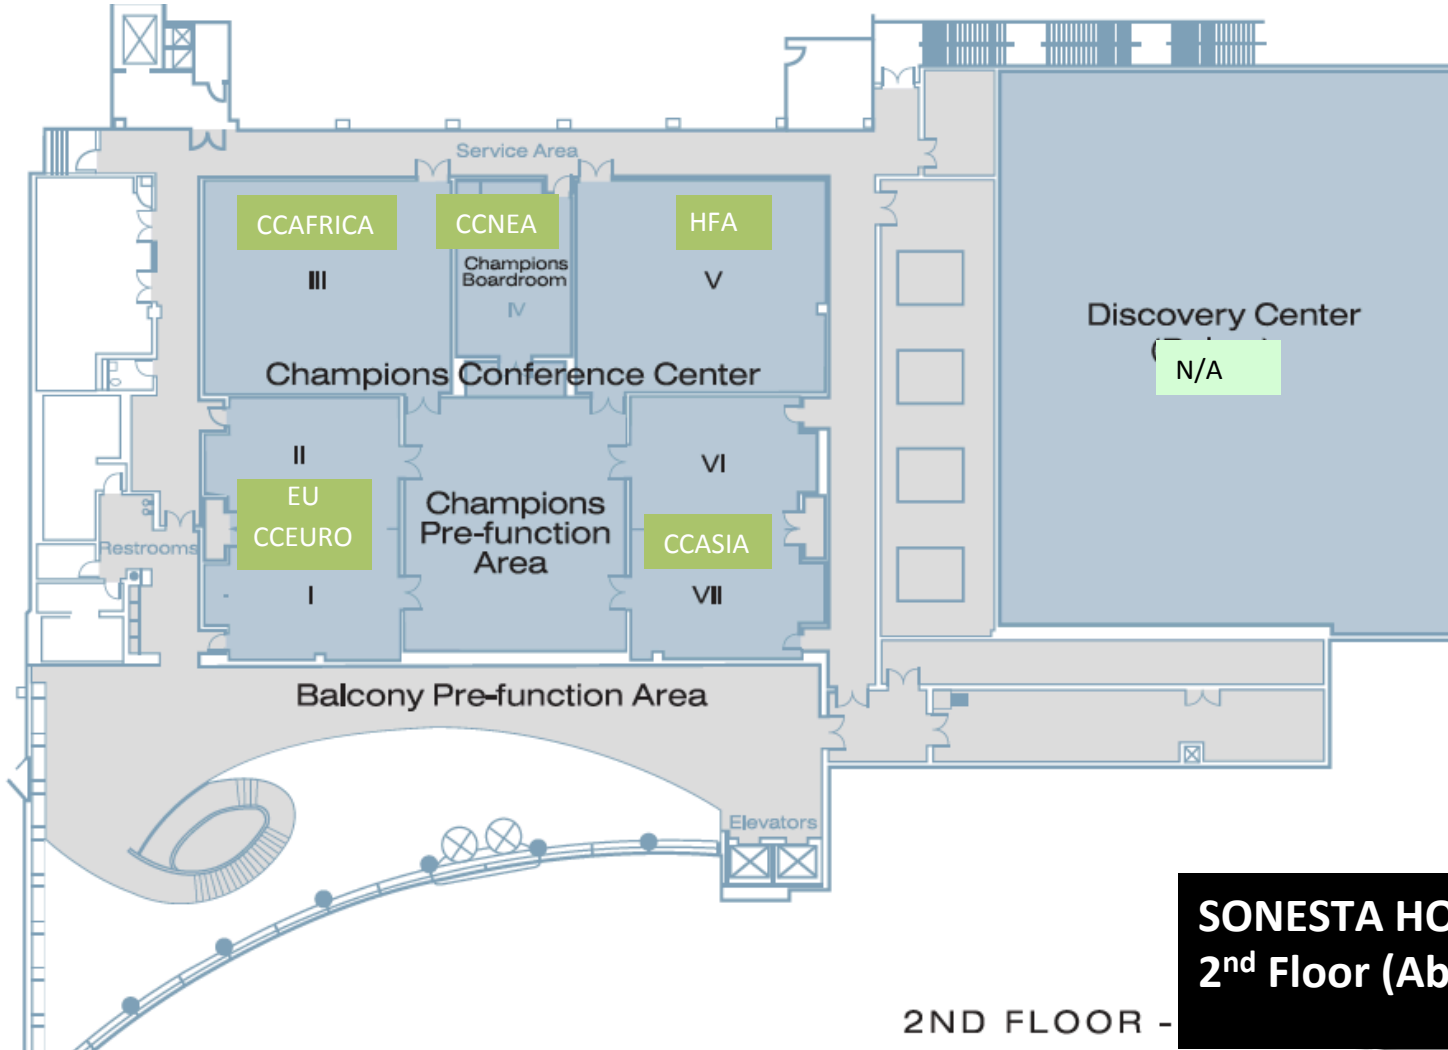 Service Area
CCAFRICA
CCNEA
HFA
III
Champions
Boardroom
IV
V
Discovery Center
N/A
Champions Conference Center
II
VI
EU
CCEURO
Champions
Pre-function
Area
CCASIA
Restrooms
I
VII
Balcony Pre-function Area
Elevators
SONESTA HO
2nd Floor (Ab
2ND FLOOR -